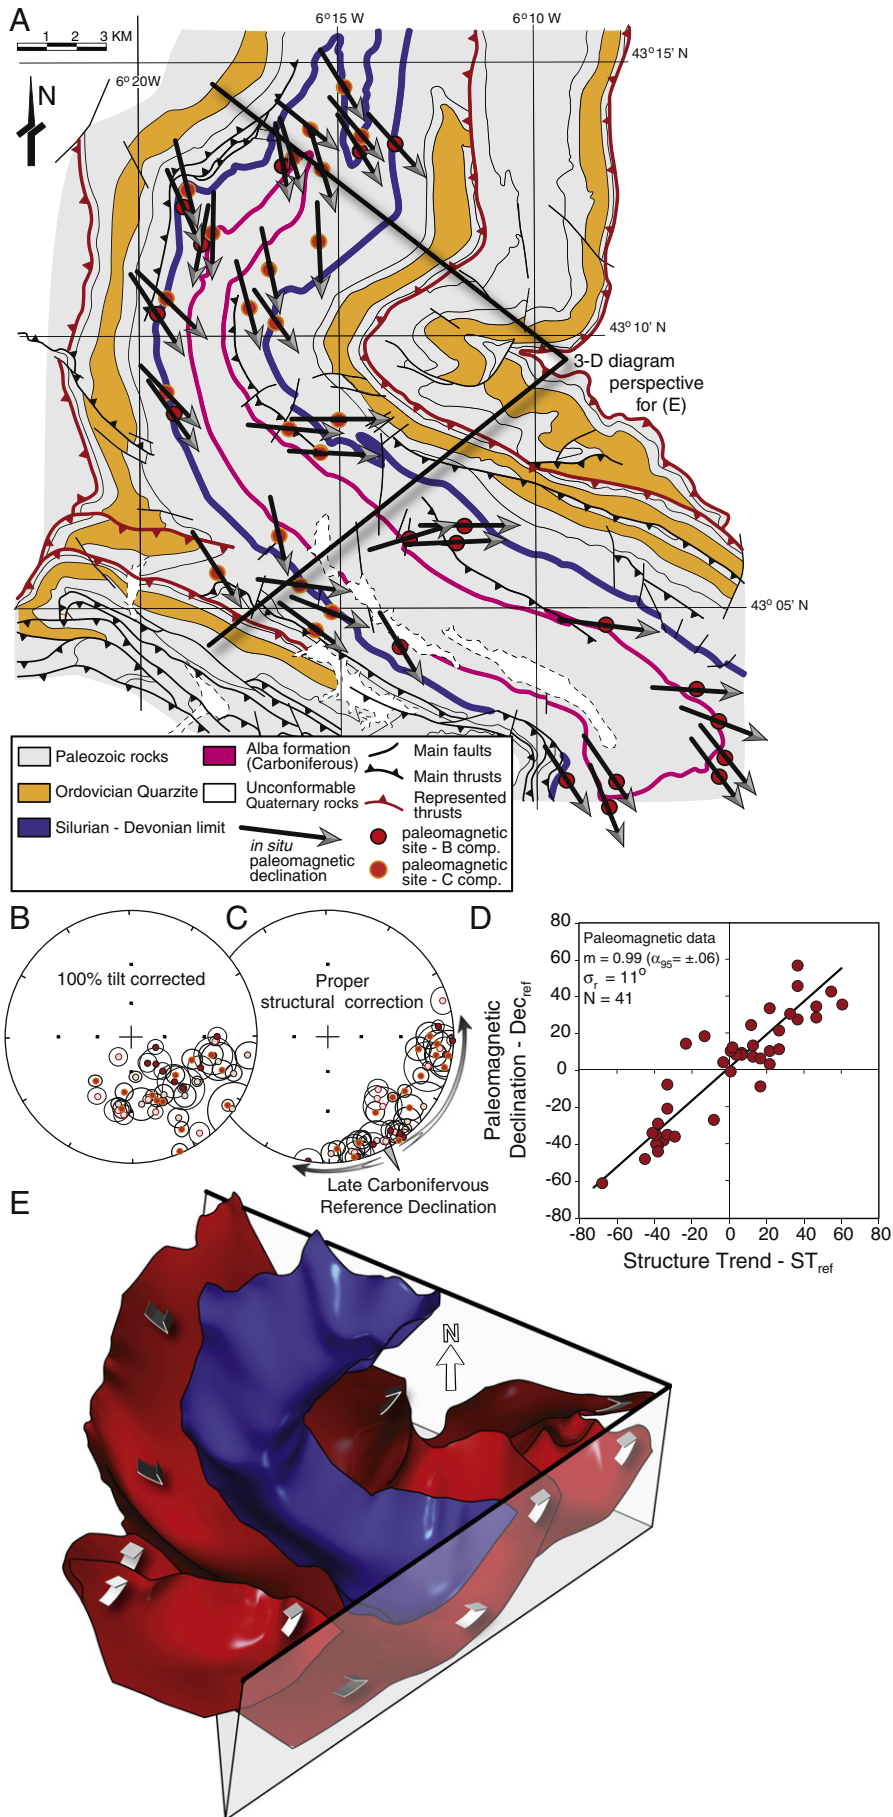 A
1 2 3 KM
6° 15 W
6° 10 W
43° 15' N
6° 20W
N
43° 10' N
3-D diagram
perspective
for (E)
43° 05' N
Paleozoic rocks
Ordovician Quarzite
Silurian - Devonian limit
Alba formation
(Carboniferous)
Unconformable
Quaternary rocks
in situ
paleomagnetic
declination
Main faults
Main thrusts
Represented
thrusts
paleomagnetic
site - B comp.
paleomagnetic
site - C comp.
B
100% tilt corrected
C
Proper
structural correction
Late Carbonifervous
Reference Declination
D
Paleomagnetic data
m = 0.99 (α95= ±.06)
σr = 11°
N = 41
80
60
40
20
0
-20
-40
-60
-80
Paleomagnetic
Declination - Decref
-80 -60 -40 -20 0 20 40 60 80
Structure Trend - STref
E
N